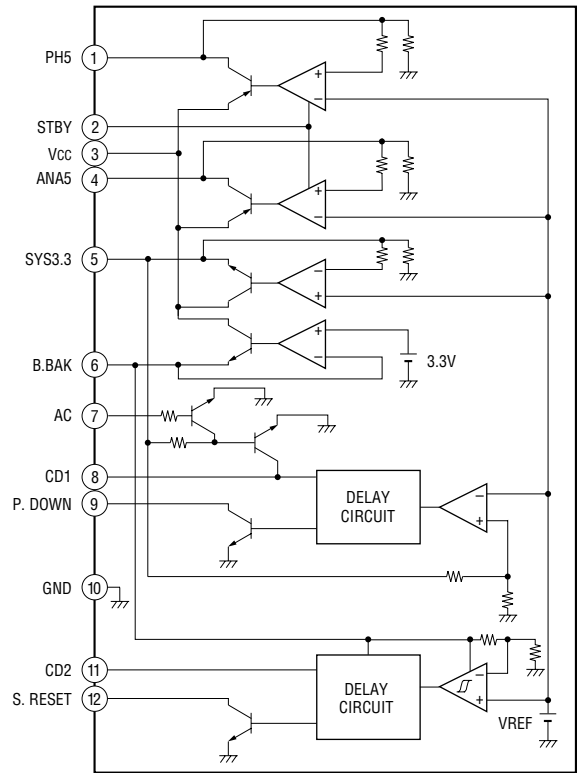 PH5 1
STBY 2
VCC 3
ANA5 4
SYS3.3 5
B.BAK 6
3.3V
AC 7
CD1 8
P. DOWN 9
DELAY
CIRCUIT
GND 10
CD2 11
S. RESET 12
DELAY
CIRCUIT
VREF
+
−
+
−
−
+
+
−
−
+
−
+